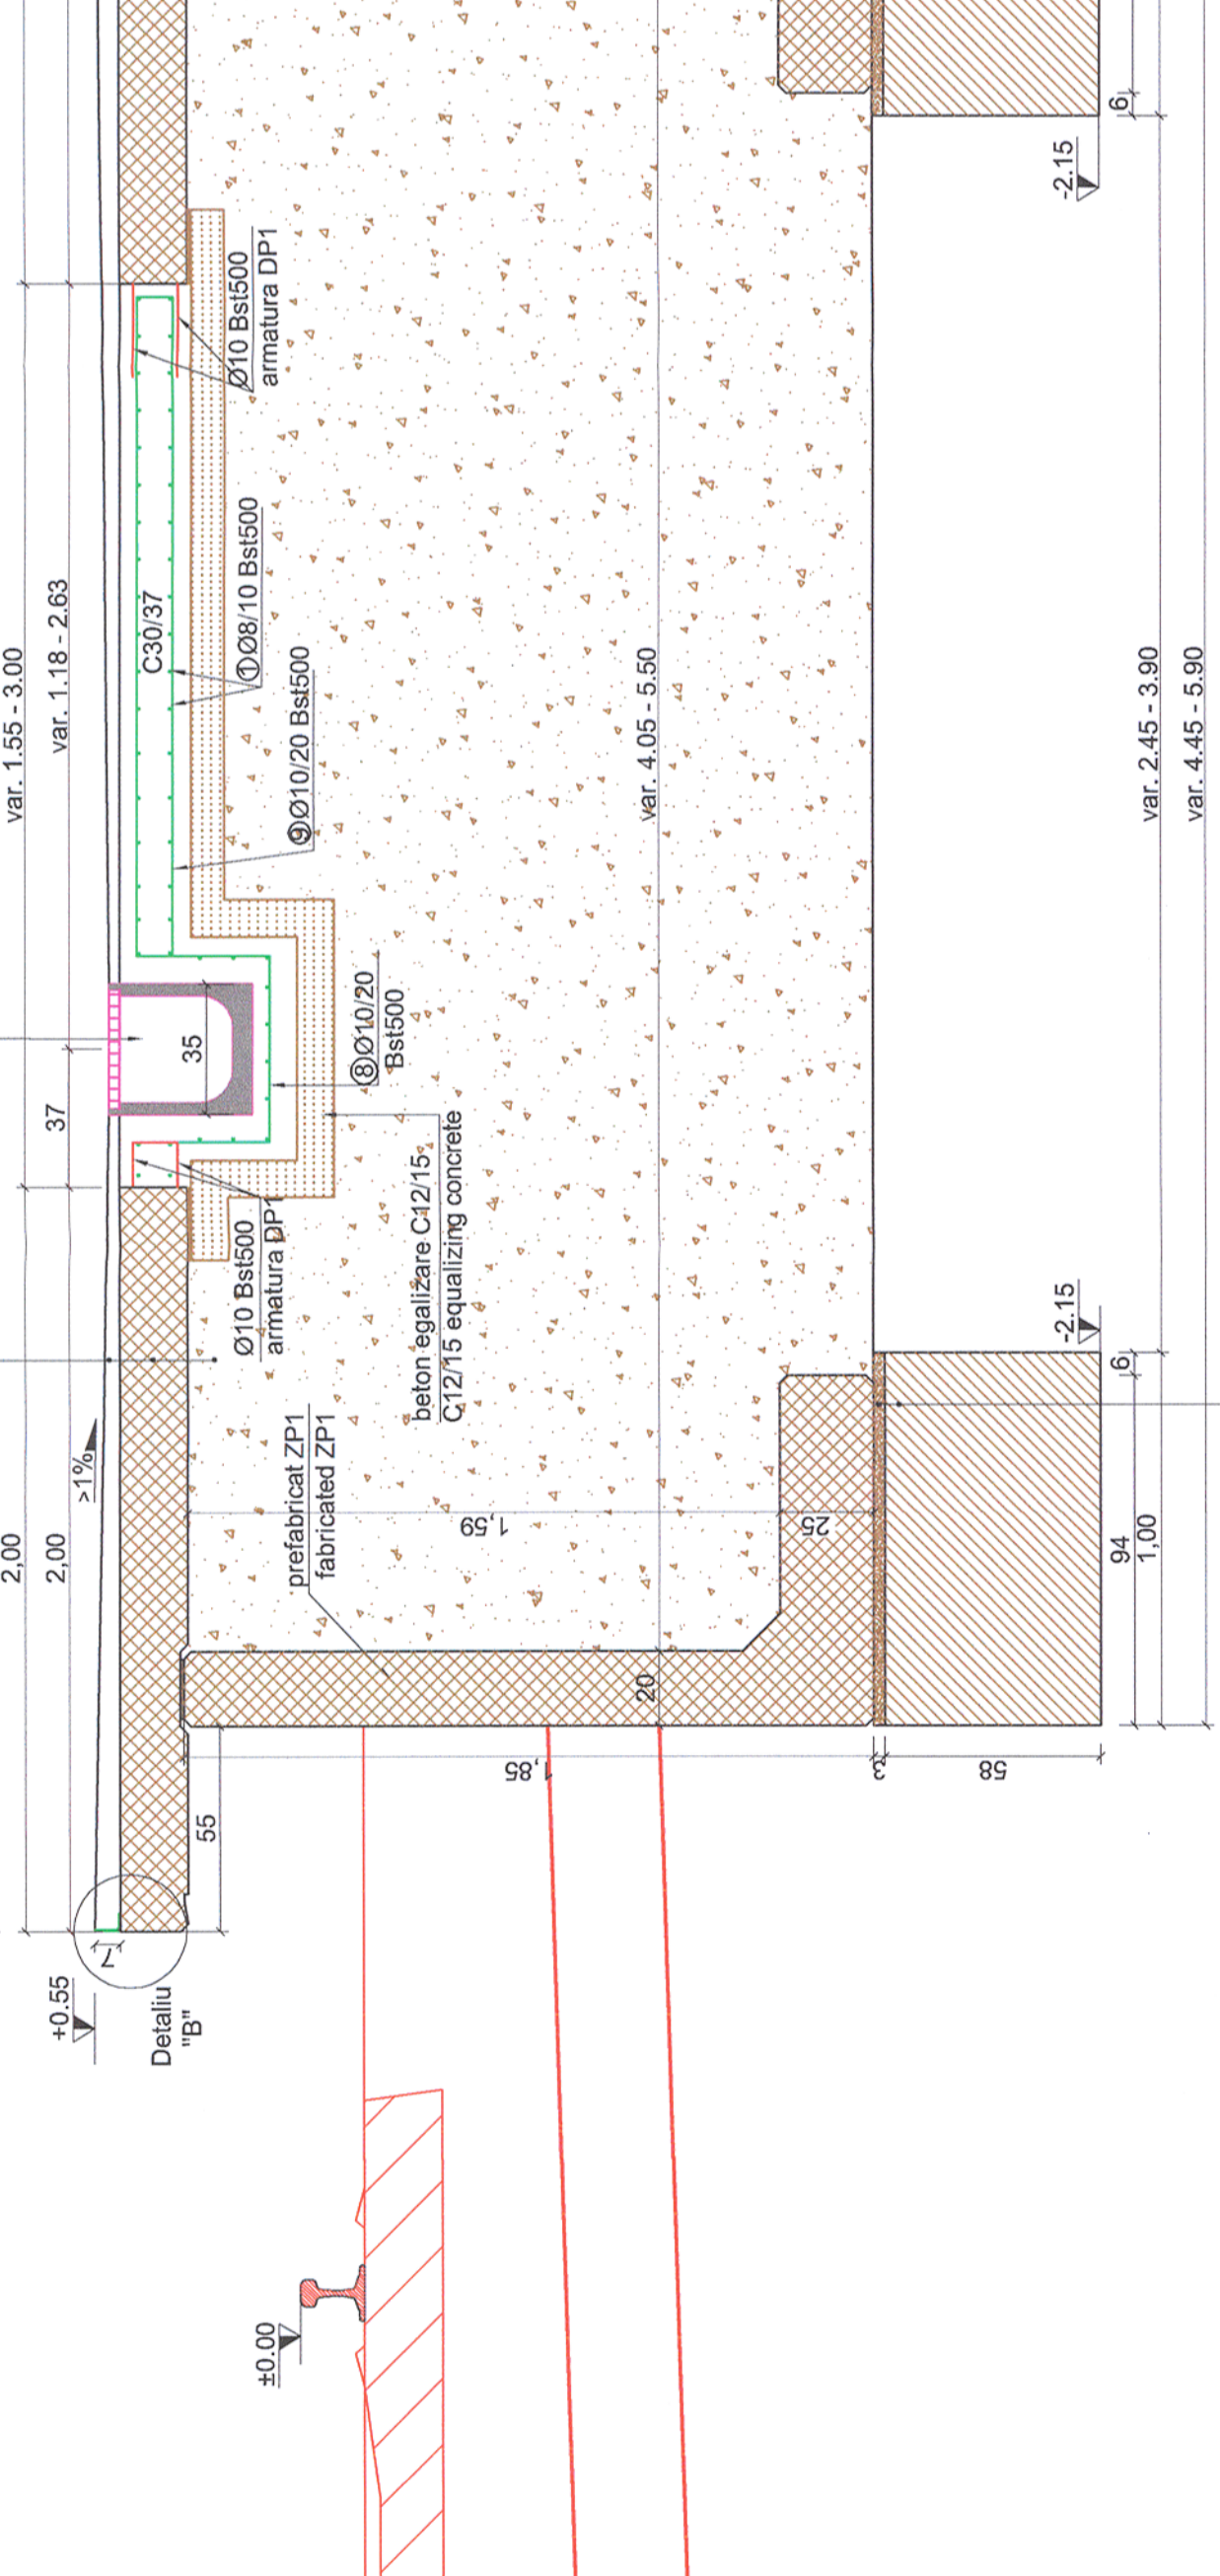 2,00
var. 1.55 - 3.00
2,00
37
var. 1.18 - 2.63
+0.55
7
>1%
Detaliu
"B"
55
C30/37
35
Ø10 Bst500
armatura DP1
Ø10 Bst500
armatura DP1
①Ø8/10 Bst500
⑨Ø10/20 Bst500
⑧Ø10/20
Bst500
±0.00
prefabricat ZP1
fabricated ZP1
beton egalizare C12/15
C12/15 equalizing concrete
1,59
1,85
20
var. 4.05 - 5.50
25
3
58
-2.15
-2.15
94
6
6
1,00
var. 2.45 - 3.90
var. 4.45 - 5.90